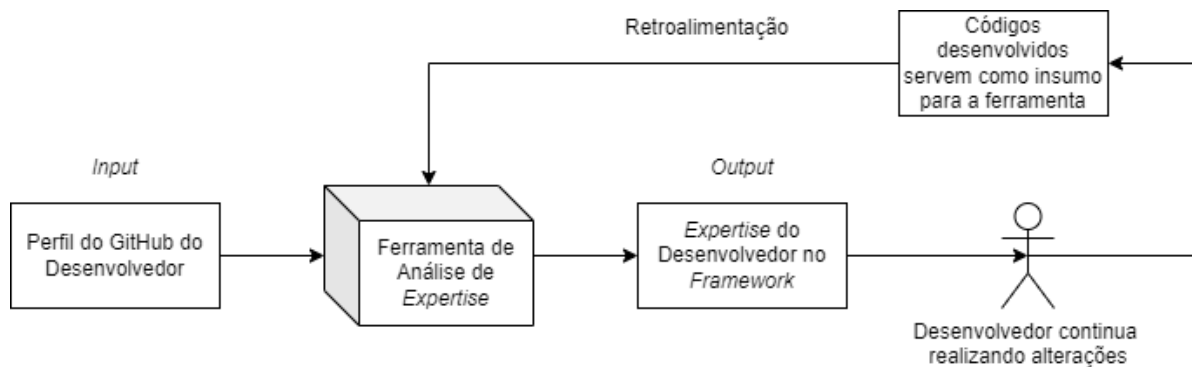 Retroalimentação
Códigos
desenvolvidos
servem como insumo
para a ferramenta
Input
Output
Perfil do GitHub do
Desenvolvedor
Ferramenta de
Análise de
Expertise
Expertise do
Desenvolvedor no
Framework
Desenvolvedor continua
realizando alterações